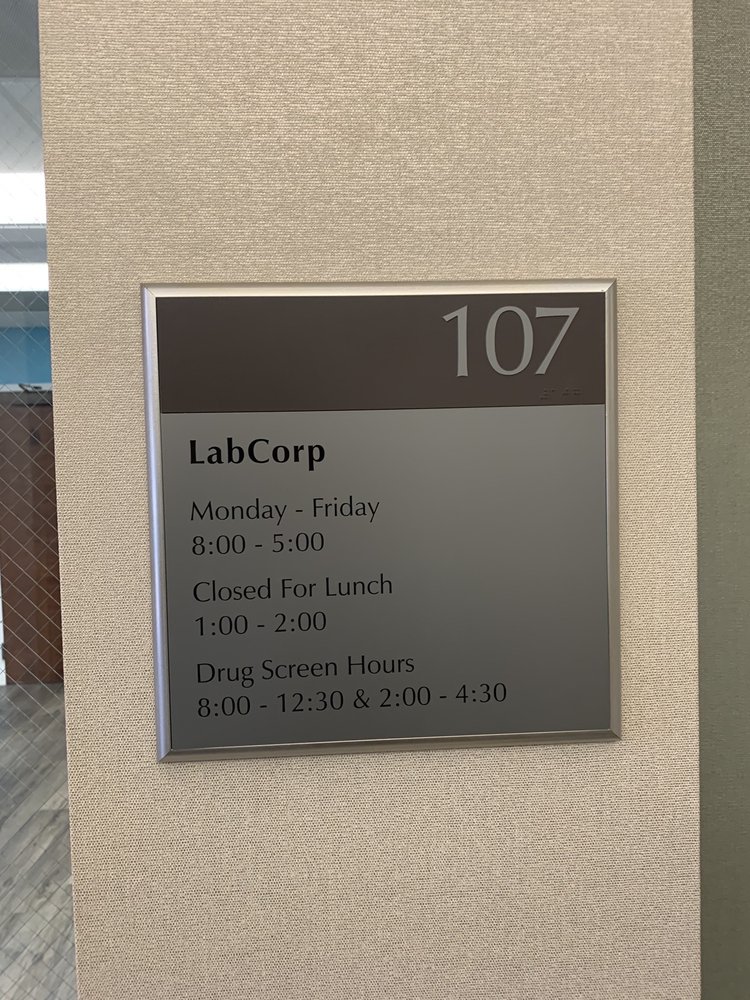 107
LabCorp
Monday - Friday
8:00 - 5:00
Closed For Lunch
1:00 - 2:00
Drug Screen Hours
8:00 - 12:30 & 2:00 - 4:30